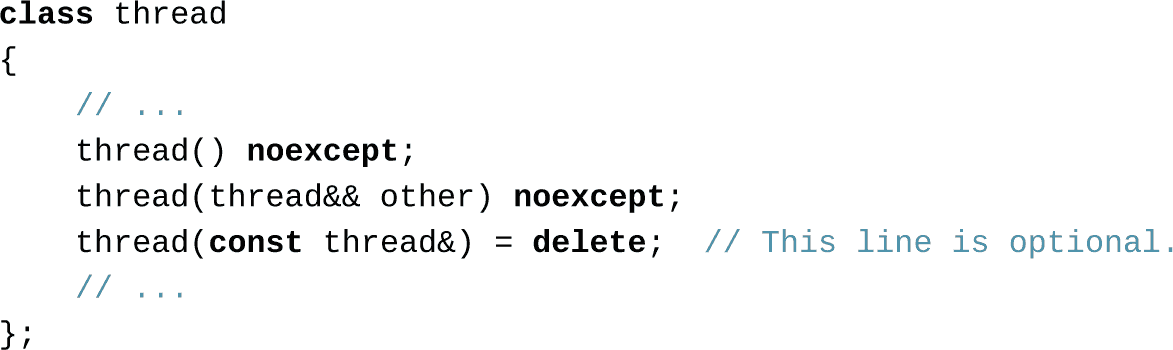 class thread
{
    // ...
    thread() noexcept;
    thread(thread&& other) noexcept;
    thread(const thread&) = delete;  // This line is optional.
    // ...
};